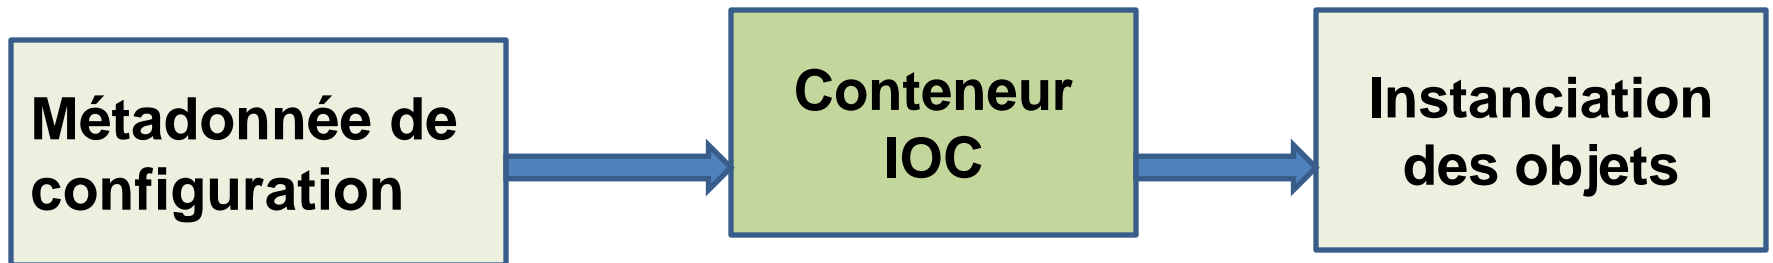 Métadonnée de
configuration
Conteneur
IOC
Instanciation
des objets